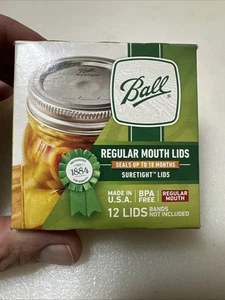 Ball
REGULAR MOUTH LIDS
SEALS UP TO 18 MONTHS
SURETIGHT™ LIDS
1884
MADE IN U.S.A.
BPA FREE
REGULAR MOUTH
12 LIDS BANDS NOT INCLUDED